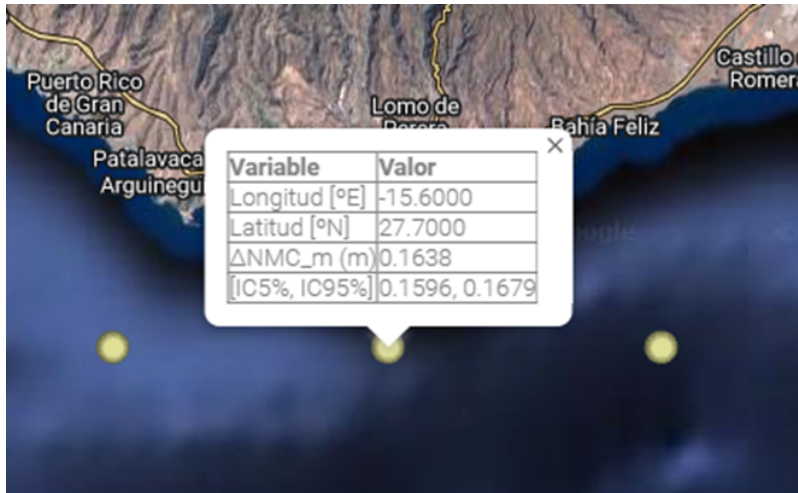 Puerto Rico
de Gran
Canaria
Castillo
Romer
Lomo de
Bahía Feliz
Patalavaca
Arguinegu
Variable Valor
Longitud [ºE] -15.6000
Latitud [ºN] 27.7000
ΔNMC_m (m) 0.1638
[IC5%, IC95%] 0.1596, 0.1679